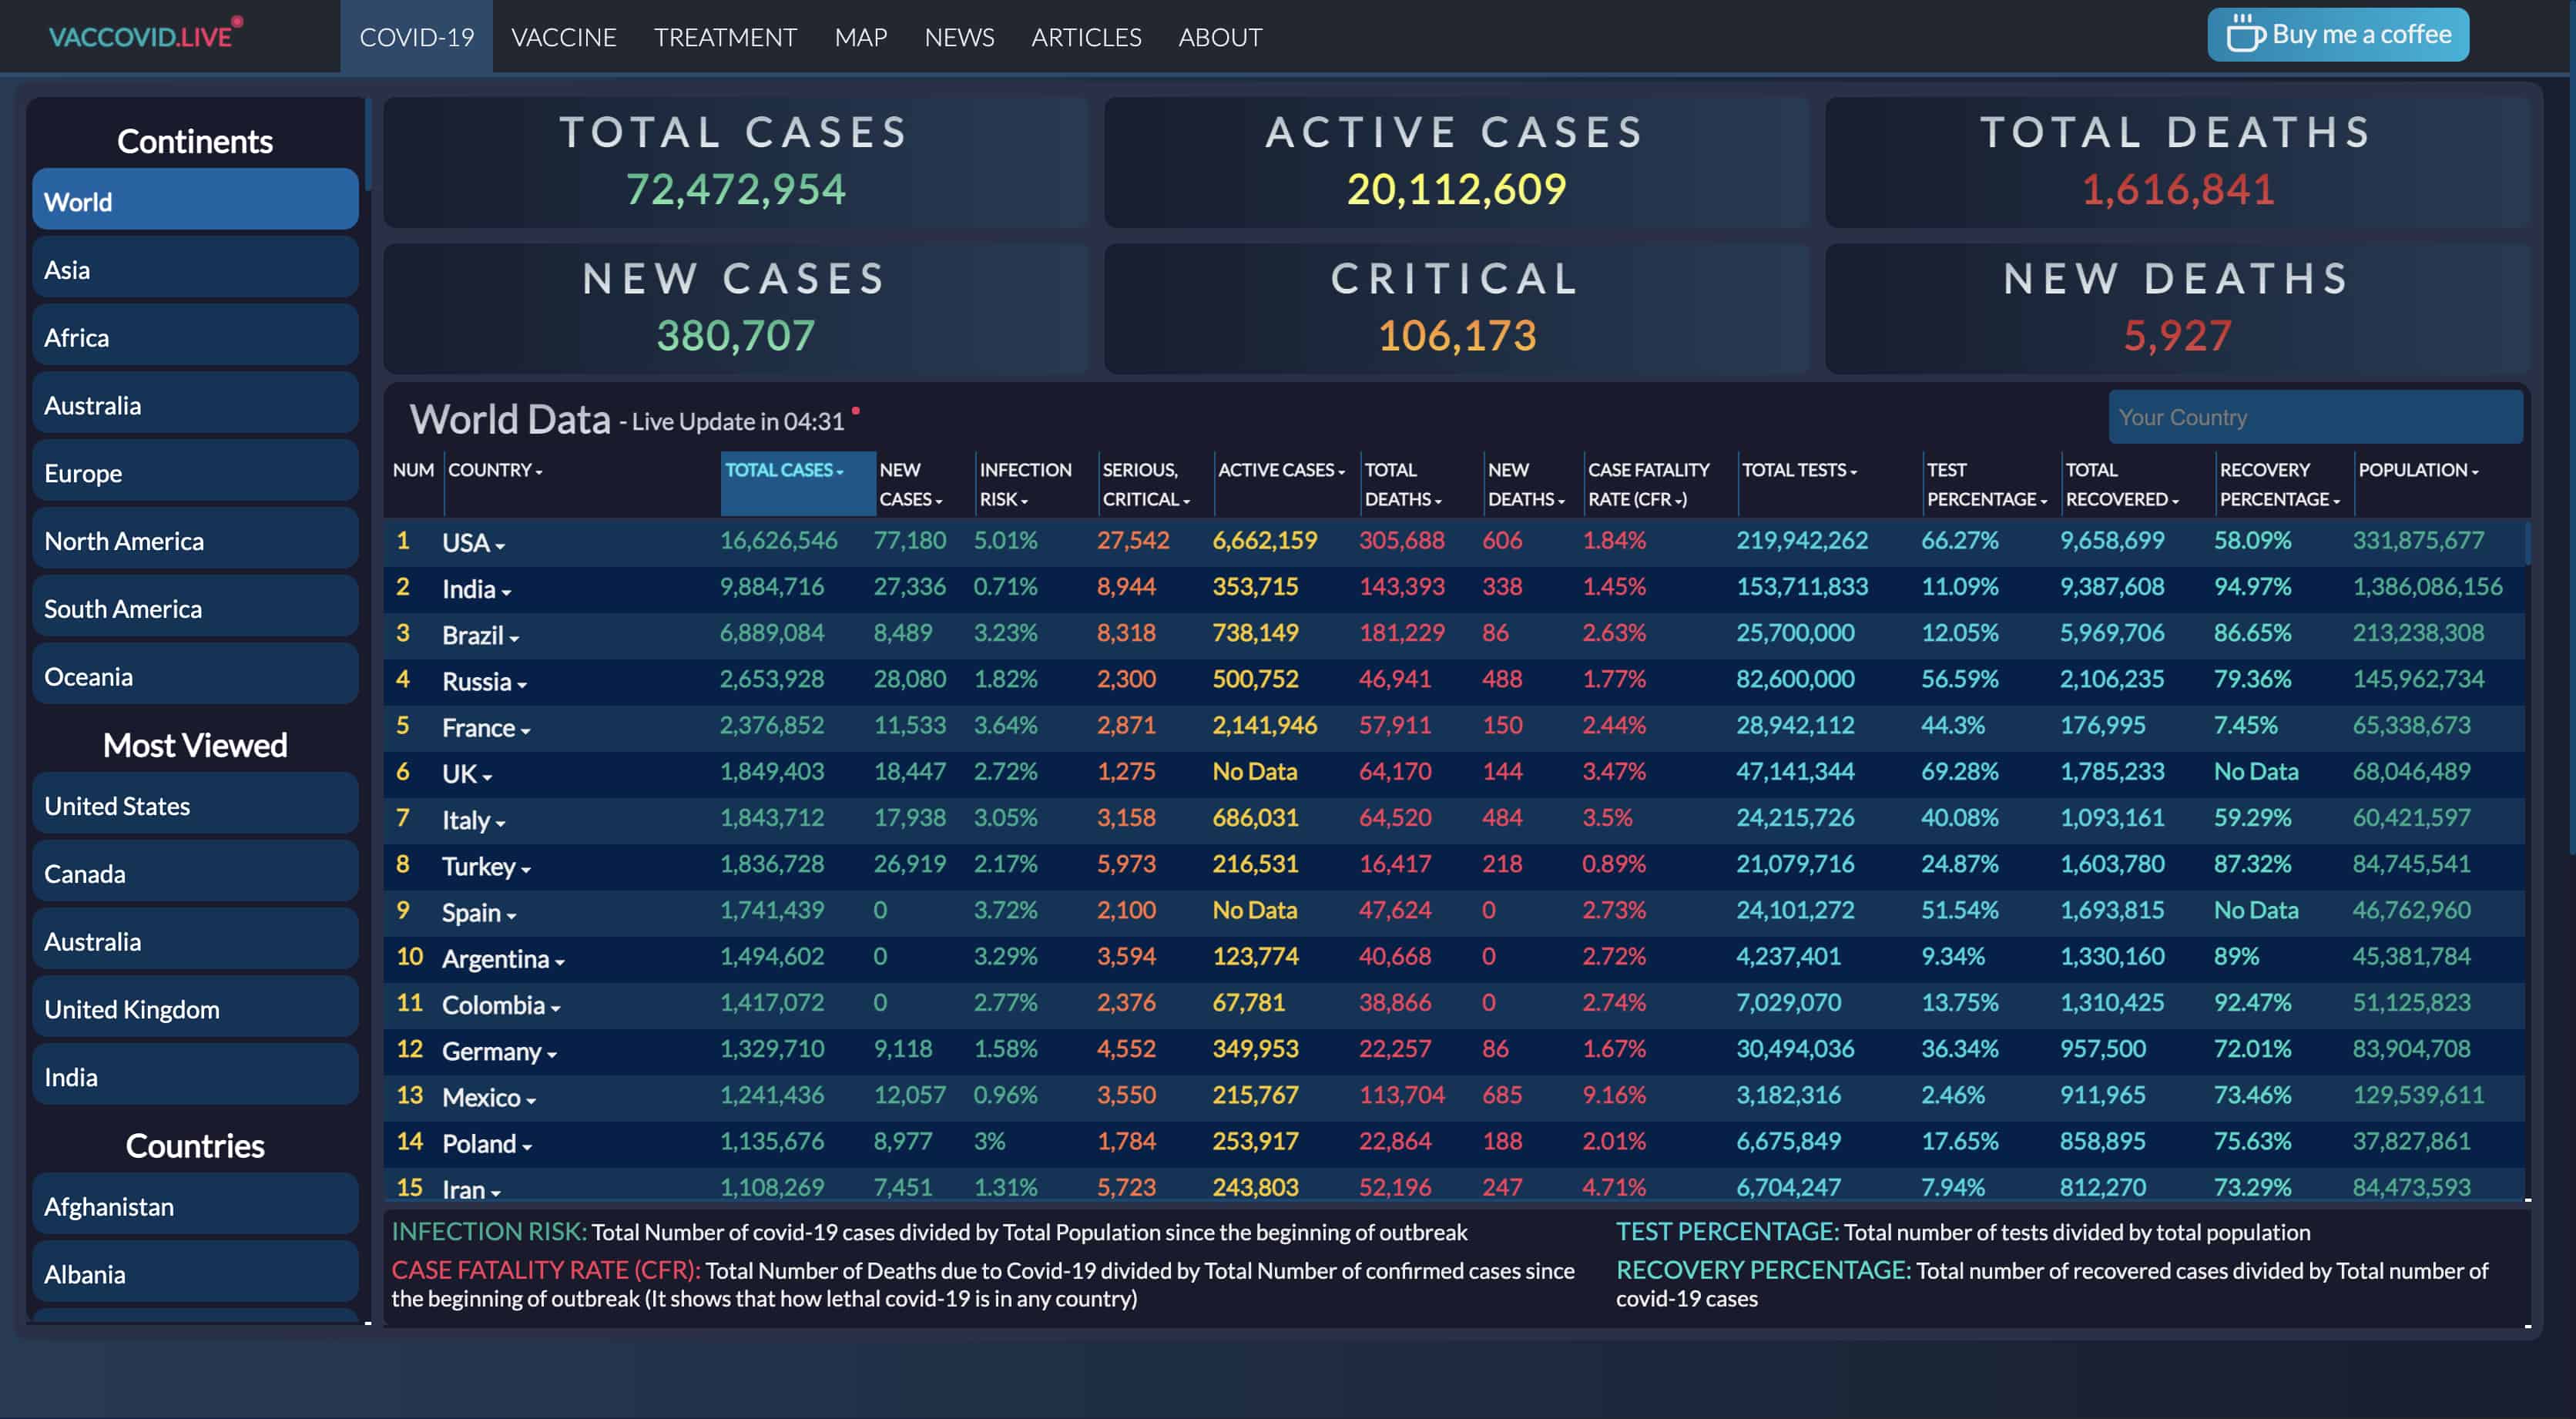 VACCOVID.LIVE
COVID-19 VACCINE TREATMENT MAP NEWS ARTICLES ABOUT
Buy me a coffee
Continents
World
Asia
Africa
Australia
Europe
North America
South America
Oceania
Most Viewed
United States
Canada
Australia
United Kingdom
India
Countries
Afghanistan
Albania
TOTAL CASES
72,472,954
ACTIVE CASES
20,112,609
TOTAL DEATHS
1,616,841
NEW CASES
380,707
CRITICAL
106,173
NEW DEATHS
5,927
World Data - Live Update in 04:31
Your Country
NUM COUNTRY TOTAL CASES NEW CASES INFECTION RISK SERIOUS, CRITICAL ACTIVE CASES TOTAL DEATHS NEW DEATHS CASE FATALITY RATE (CFR) TOTAL TESTS TEST PERCENTAGE TOTAL RECOVERED RECOVERY PERCENTAGE POPULATION
1 USA 16,626,546 77,180 5.01% 27,542 6,662,159 305,688 606 1.84% 219,942,262 66.27% 9,658,699 58.09% 331,875,677
2 India 9,884,716 27,336 0.71% 8,944 353,715 143,393 338 1.45% 153,711,833 11.09% 9,387,608 94.97% 1,386,086,156
3 Brazil 6,889,084 8,489 3.23% 8,318 738,149 181,229 86 2.63% 25,700,000 12.05% 5,969,706 86.65% 213,238,308
4 Russia 2,653,928 28,080 1.82% 2,300 500,752 46,941 488 1.77% 82,600,000 56.59% 2,106,235 79.36% 145,962,734
5 France 2,376,852 11,533 3.64% 2,871 2,141,946 57,911 150 2.44% 28,942,112 44.3% 176,995 7.45% 65,338,673
6 UK 1,849,403 18,447 2.72% 1,275 No Data 64,170 144 3.47% 47,141,344 69.28% 1,785,233 No Data 68,046,489
7 Italy 1,843,712 17,938 3.05% 3,158 686,031 64,520 484 3.5% 24,215,726 40.08% 1,093,161 59.29% 60,421,597
8 Turkey 1,836,728 26,919 2.17% 5,973 216,531 16,417 218 0.89% 21,079,716 24.87% 1,603,780 87.32% 84,745,541
9 Spain 1,741,439 0 3.72% 2,100 No Data 47,624 0 2.73% 24,101,272 51.54% 1,693,815 No Data 46,762,960
10 Argentina 1,494,602 0 3.29% 3,594 123,774 40,668 0 2.72% 4,237,401 9.34% 1,330,160 89% 45,381,784
11 Colombia 1,417,072 0 2.77% 2,376 67,781 38,866 0 2.74% 7,029,070 13.75% 1,310,425 92.47% 51,125,823
12 Germany 1,329,710 9,118 1.58% 4,552 349,953 22,257 86 1.67% 30,494,036 36.34% 957,500 72.01% 83,904,708
13 Mexico 1,241,436 12,057 0.96% 3,550 215,767 113,704 685 9.16% 3,182,316 2.46% 911,965 73.46% 129,539,611
14 Poland 1,135,676 8,977 3% 1,784 253,917 22,864 188 2.01% 6,675,849 17.65% 858,895 75.63% 37,827,861
15 Iran 1,108,269 7,451 1.31% 5,723 243,803 52,196 247 4.71% 6,704,247 7.94% 812,270 73.29% 84,473,593
INFECTION RISK: Total Number of covid-19 cases divided by Total Population since the beginning of outbreak
CASE FATALITY RATE (CFR): Total Number of Deaths due to Covid-19 divided by Total Number of confirmed cases since
the beginning of outbreak (It shows that how lethal covid-19 is in any country)
TEST PERCENTAGE: Total number of tests divided by total population
RECOVERY PERCENTAGE: Total number of recovered cases divided by Total number of
covid-19 cases